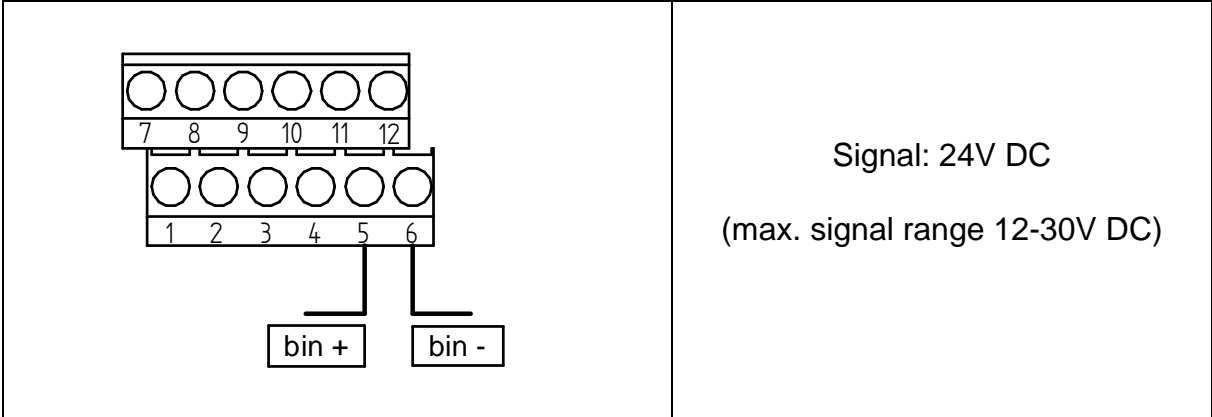 7 8 9 10 11 12
1 2 3 4 5 6
bin + bin -
Signal: 24V DC
(max. signal range 12-30V DC)